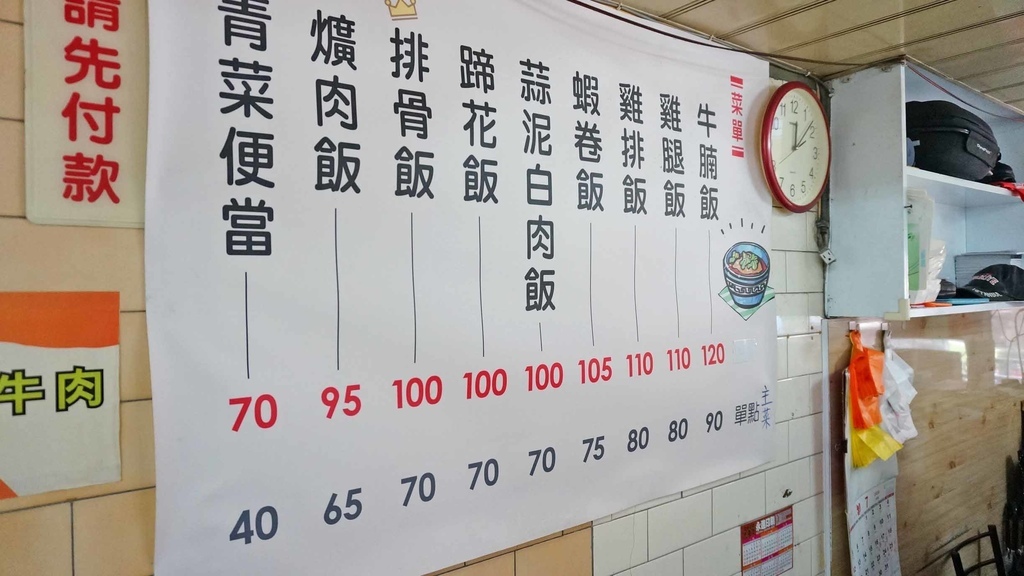 請先付款
牛肉
菜單
牛腩飯 120 90
雞腿飯 110 80
雞排飯 110 80
蝦卷飯 105 75
蒜泥白肉飯 100 70
蹄花飯 100 70
排骨飯 100 70
爌肉飯 95 65
青菜便當 70 40
單點
主菜